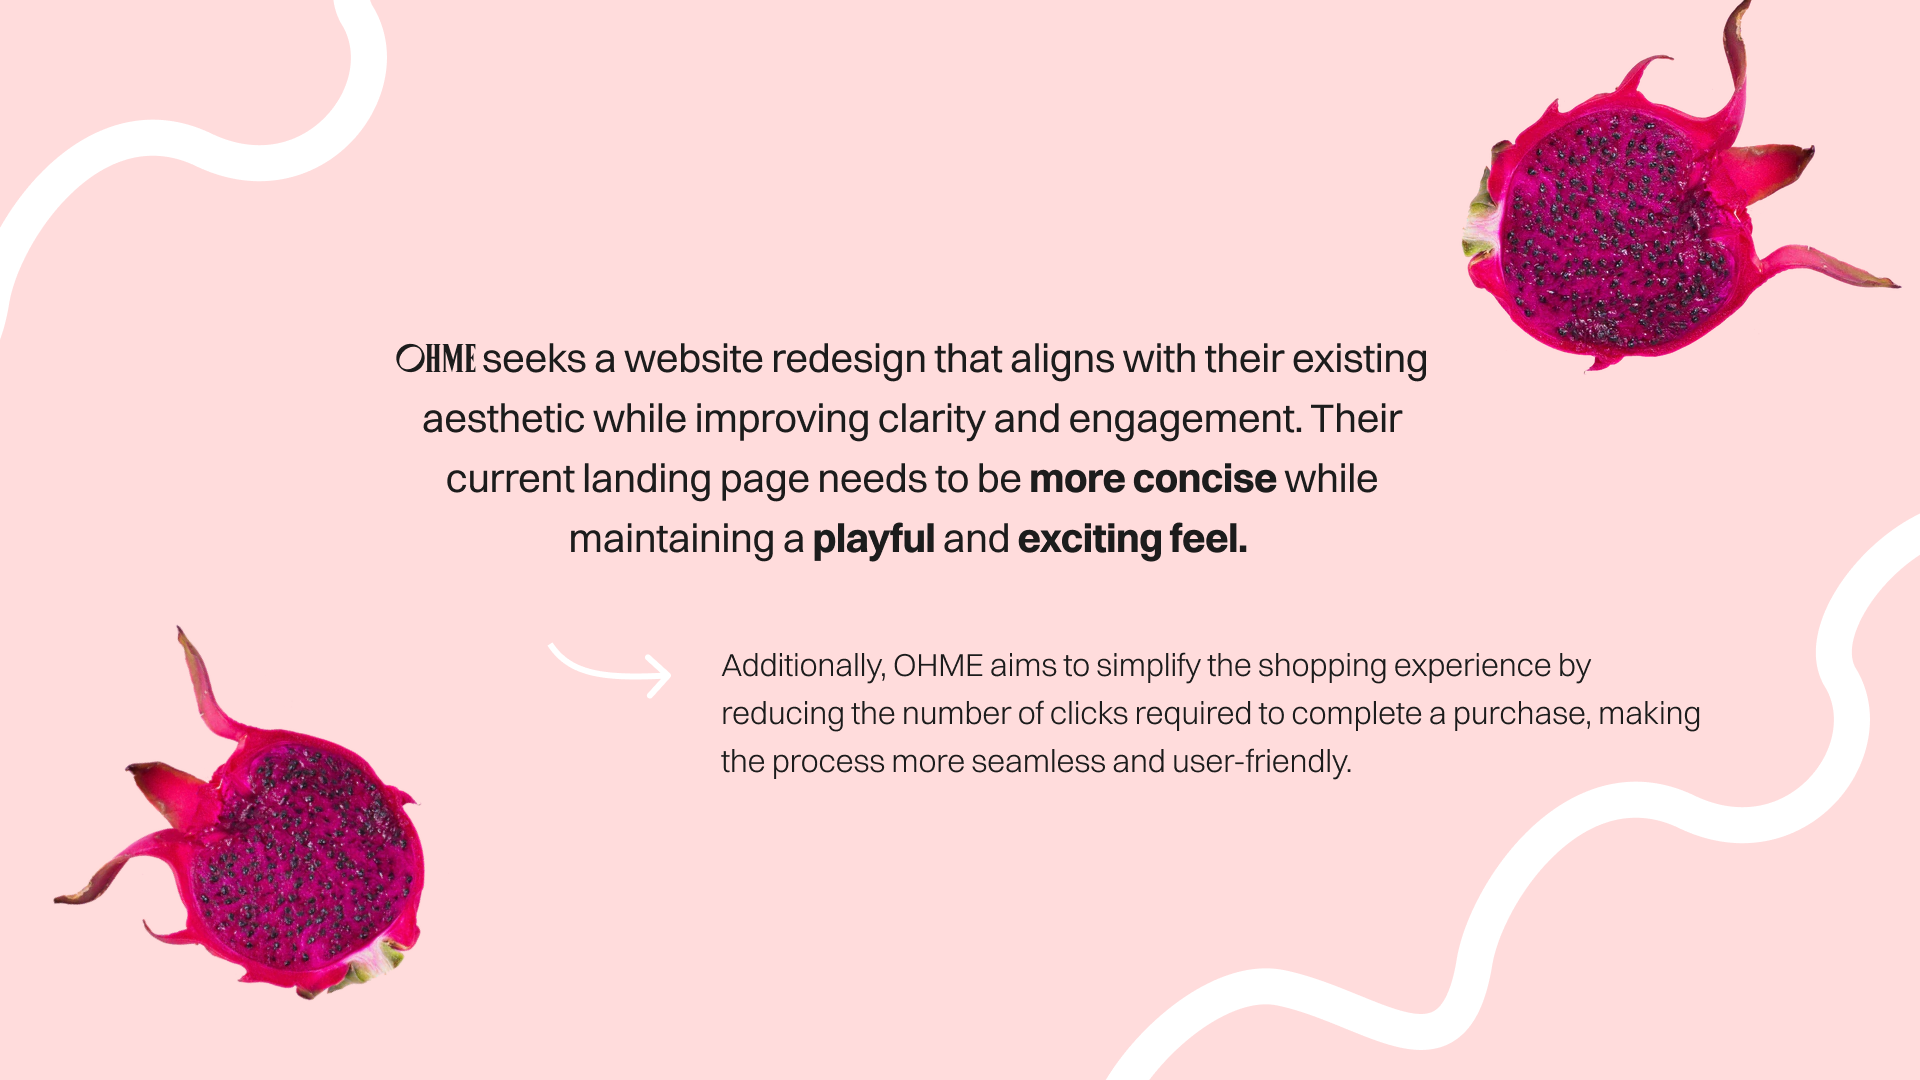 OHME seeks a website redesign that aligns with their existing
aesthetic while improving clarity and engagement. Their
current landing page needs to be more concise while
maintaining a playful and exciting feel.
Additionally, OHME aims to simplify the shopping experience by
reducing the number of clicks required to complete a purchase, making
the process more seamless and user-friendly.